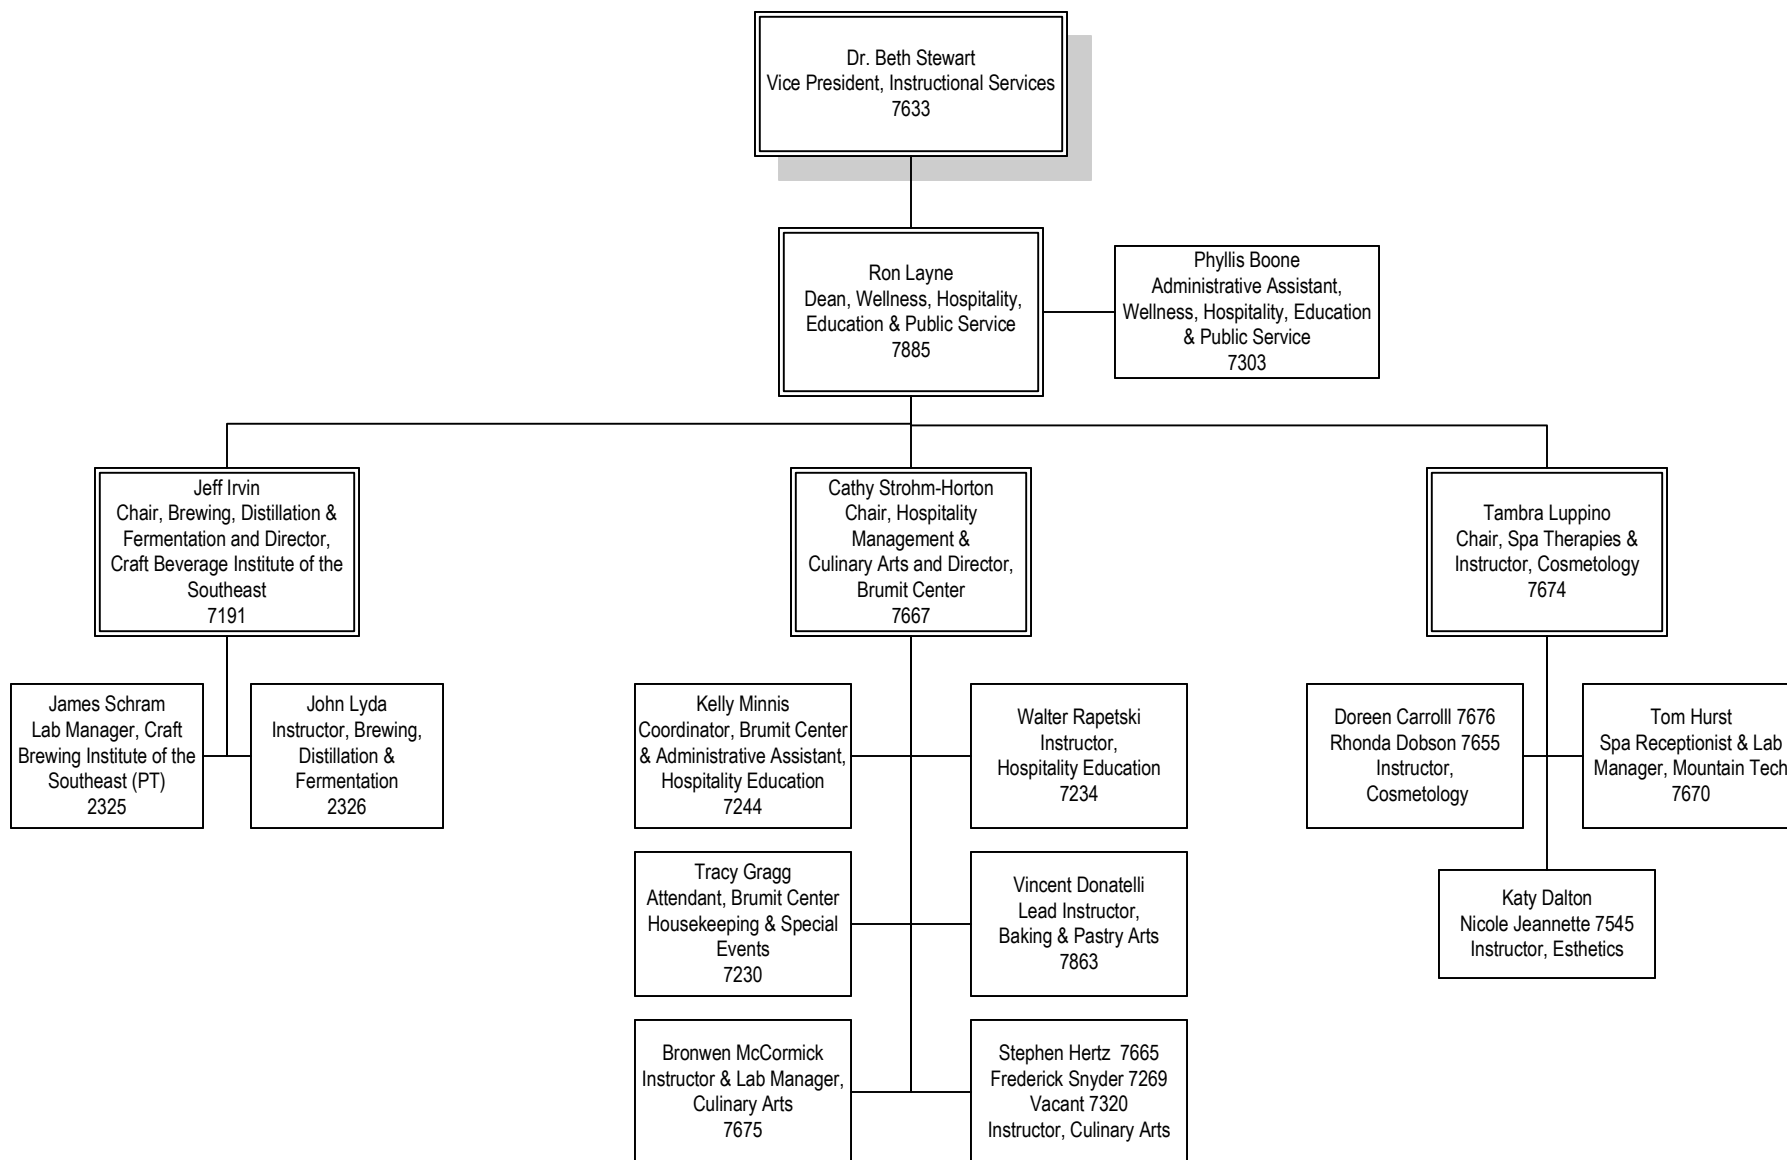 Dr. Beth Stewart
Vice President, Instructional Services
7633
Ron Layne
Dean, Wellness, Hospitality,
Education & Public Service
7885
Phyllis Boone
Administrative Assistant,
Wellness, Hospitality, Education
& Public Service
7303
Jeff Irvin
Chair, Brewing, Distillation &
Fermentation and Director,
Craft Beverage Institute of the
Southeast
7191
Cathy Strohm-Horton
Chair, Hospitality
Management &
Culinary Arts and Director,
Brumit Center
7667
Tambra Luppino
Chair, Spa Therapies &
Instructor, Cosmetology
7674
James Schram
Lab Manager, Craft
Brewing Institute of the
Southeast (PT)
2325
John Lyda
Instructor, Brewing,
Distillation &
Fermentation
2326
Kelly Minnis
Coordinator, Brumit Center
& Administrative Assistant,
Hospitality Education
7244
Walter Rapetski
Instructor,
Hospitality Education
7234
Doreen Carrolll 7676
Rhonda Dobson 7655
Instructor,
Cosmetology
Tom Hurst
Spa Receptionist & Lab
Manager, Mountain Tech
7670
Tracy Gragg
Attendant, Brumit Center
Housekeeping & Special
Events
7230
Vincent Donatelli
Lead Instructor,
Baking & Pastry Arts
7863
Katy Dalton
Nicole Jeannette 7545
Instructor, Esthetics
Bronwen McCormick
Instructor & Lab Manager,
Culinary Arts
7675
Stephen Hertz 7665
Frederick Snyder 7269
Vacant 7320
Instructor, Culinary Arts